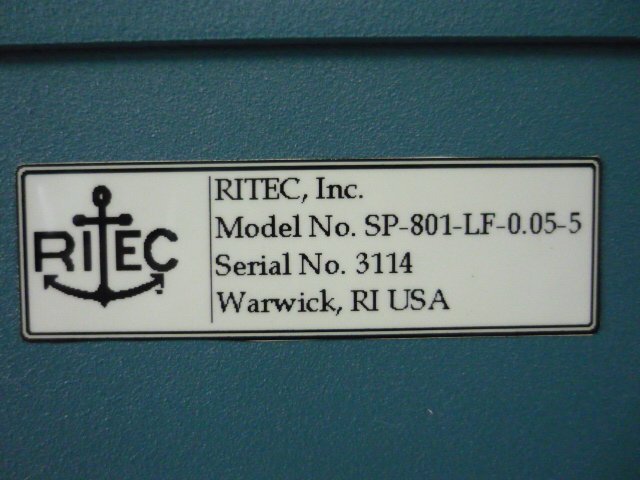 RITEC
RITEC, Inc.
Model No. SP-801-LF-0.05-5
Serial No. 3114
Warwick, RI USA